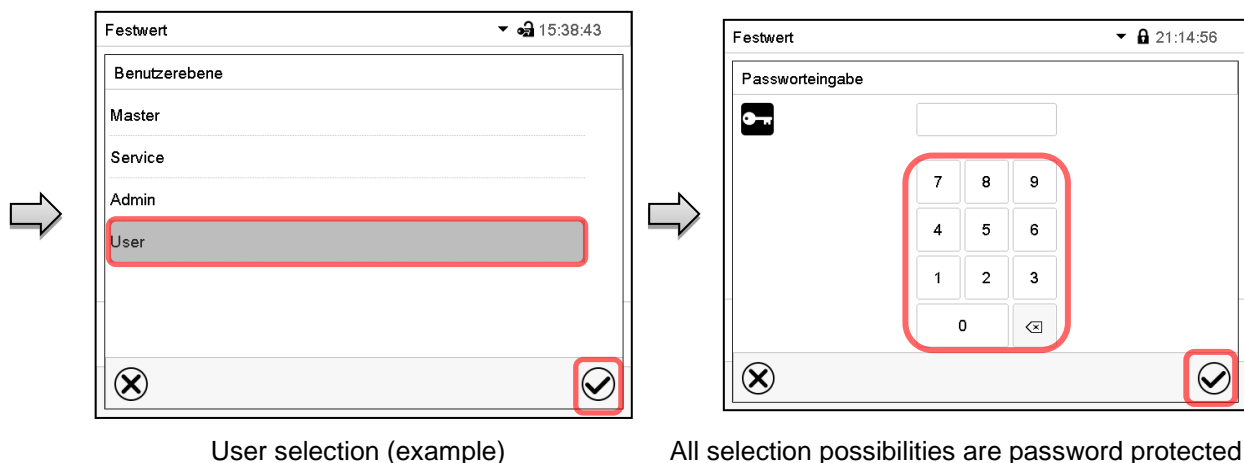 Festwert 15:38:43
Benutzerebene
Master
Service
Admin
User
User selection (example)
Festwert 21:14:56
Passworteingabe
7 8 9
4 5 6
1 2 3
0
All selection possibilities are password protected